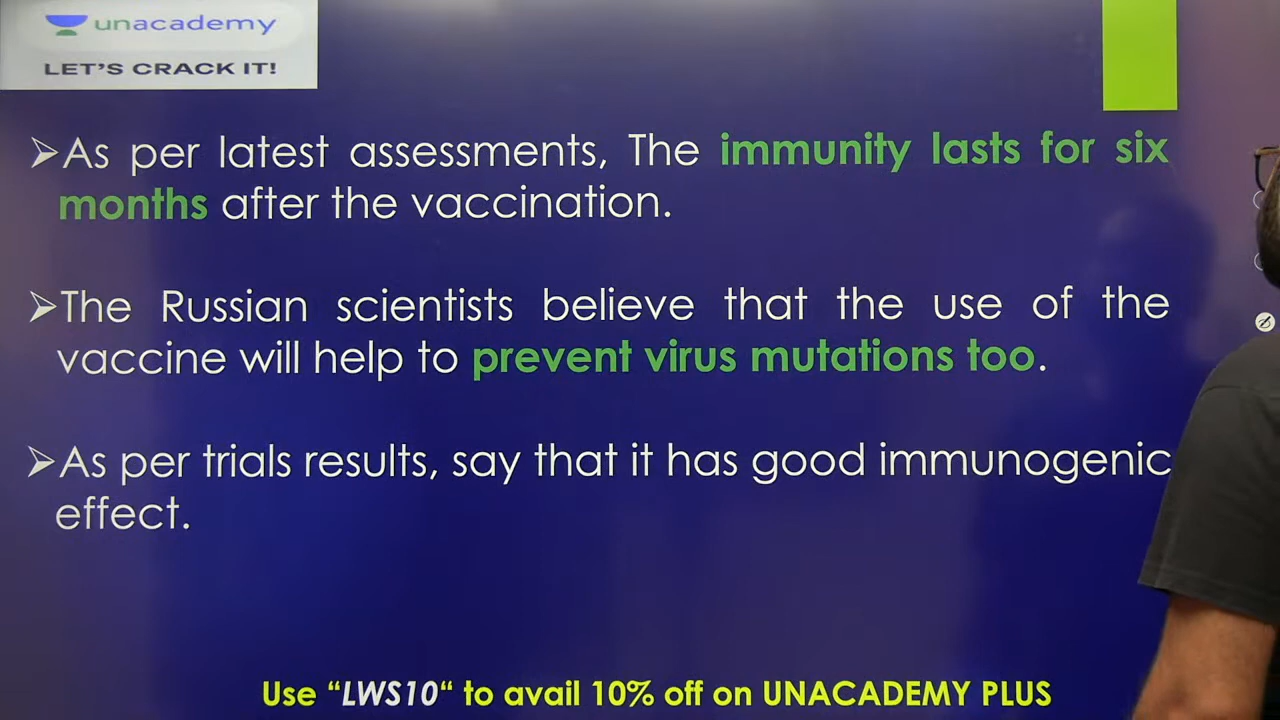 unacademy
LET'S CRACK IT!
➢As per latest assessments, The immunity lasts for six
months after the vaccination.
➢The Russian scientists believe that the use of the
vaccine will help to prevent virus mutations too.
➢As per trials results, say that it has good immunogenic
effect.
Use “LWS10“ to avail 10% off on UNACADEMY PLUS